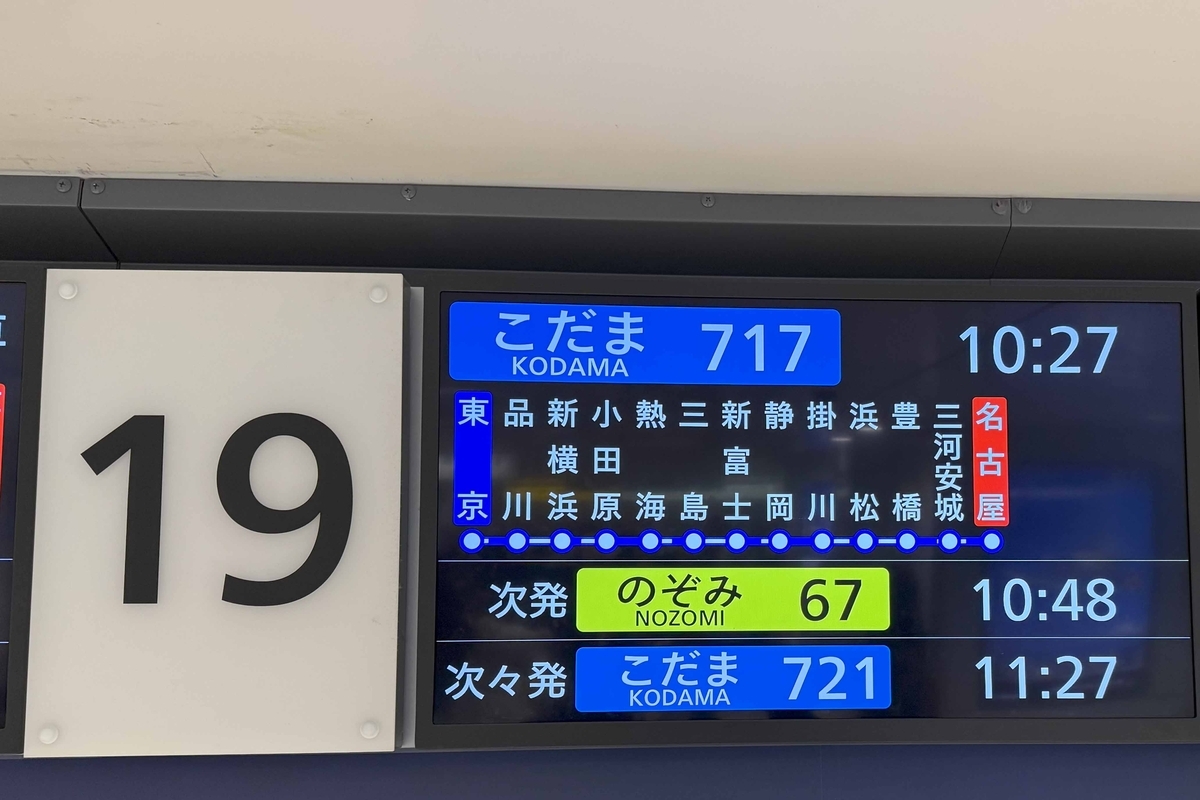 19
こだま 717 10:27
KODAMA
東京 品川 新横浜 小田原 熱海 三島 新富士 静岡 掛川 浜松 豊橋 三河安城 名古屋
次発 のぞみ 67 10:48
NOZOMI
次々発 こだま 721 11:27
KODAMA